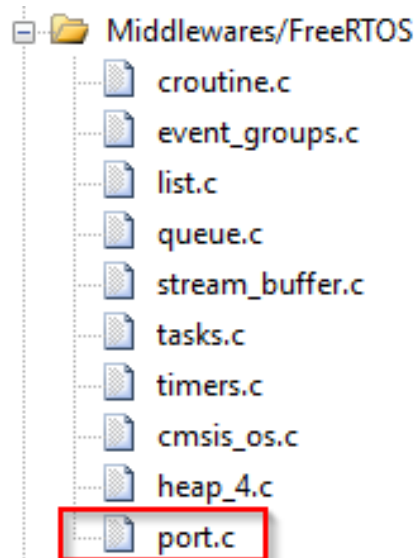 Middlewares/FreeRTOS
croutine.c
event_groups.c
list.c
queue.c
stream_buffer.c
tasks.c
timers.c
cmsis_os.c
heap_4.c
port.c